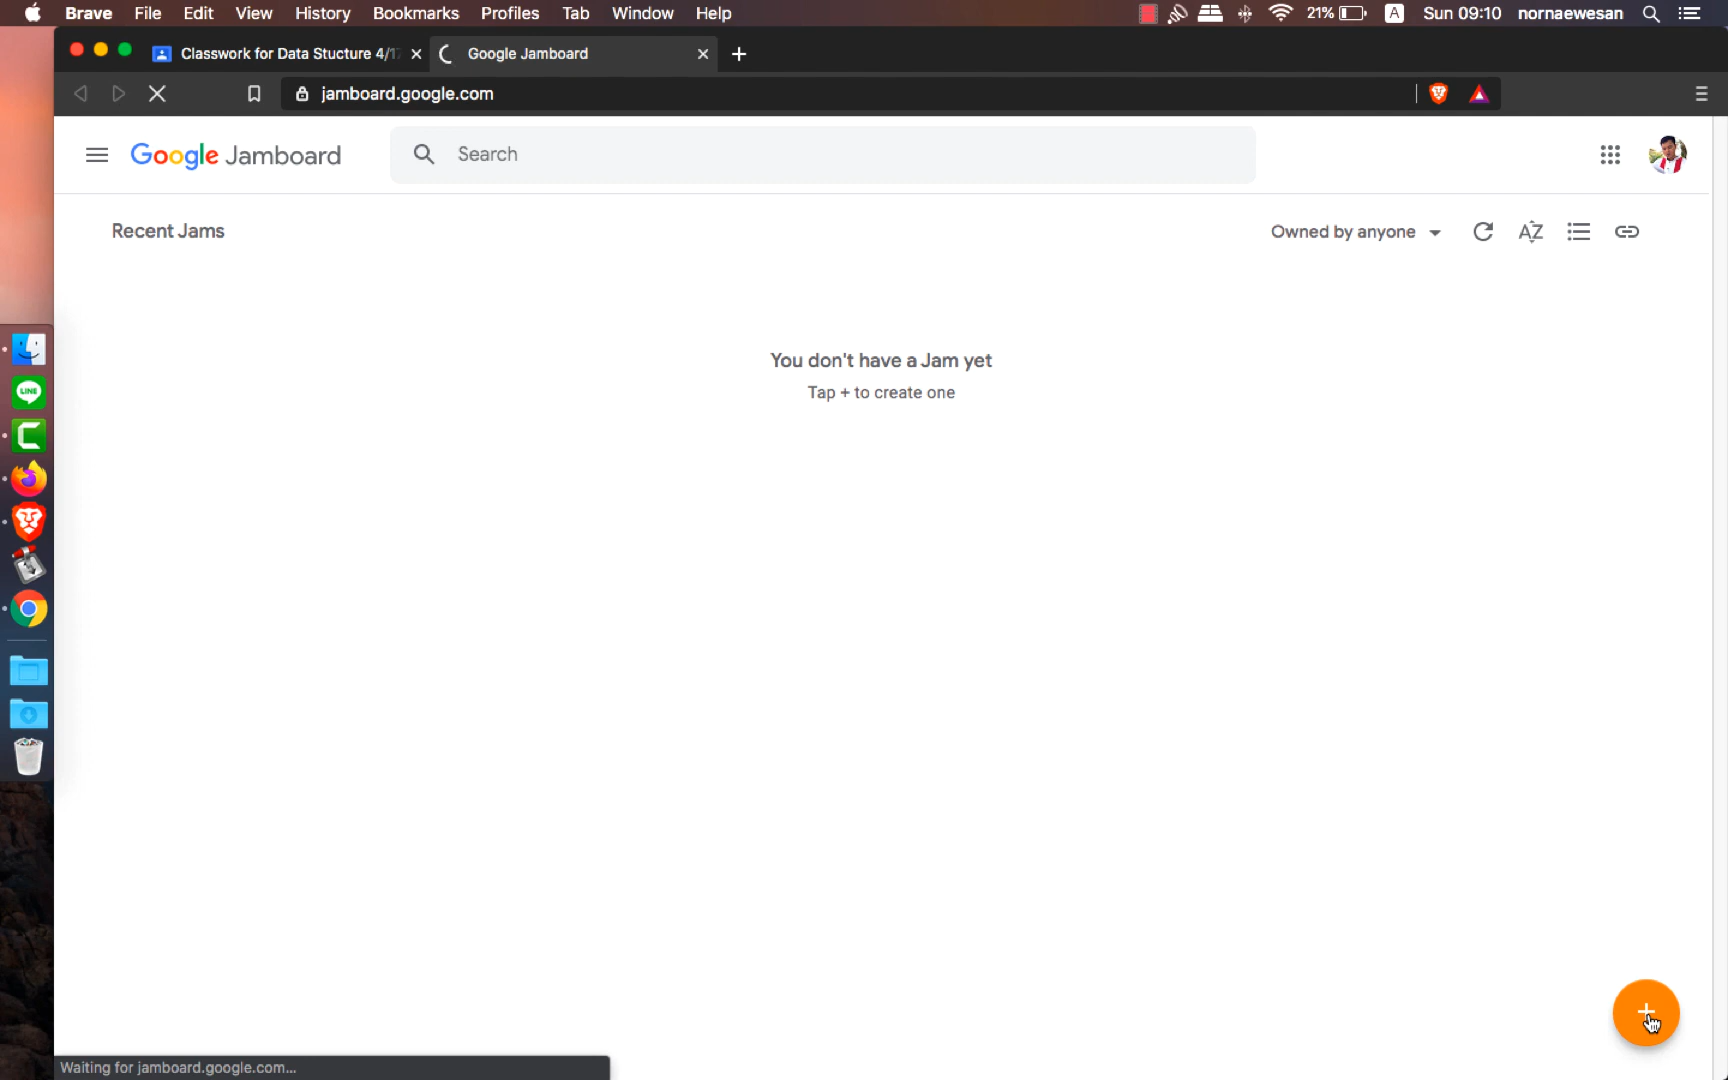 Brave File Edit View History Bookmarks Profiles Tab Window Help 21% A Sun 09:10 nornaewesan
Classwork for Data Stucture 4/1 Google Jamboard
jamboard.google.com
Google Jamboard Search
Recent Jams Owned by anyone AZ
LINE
You don't have a Jam yet
Tap + to create one
Waiting for jamboard.google.com...